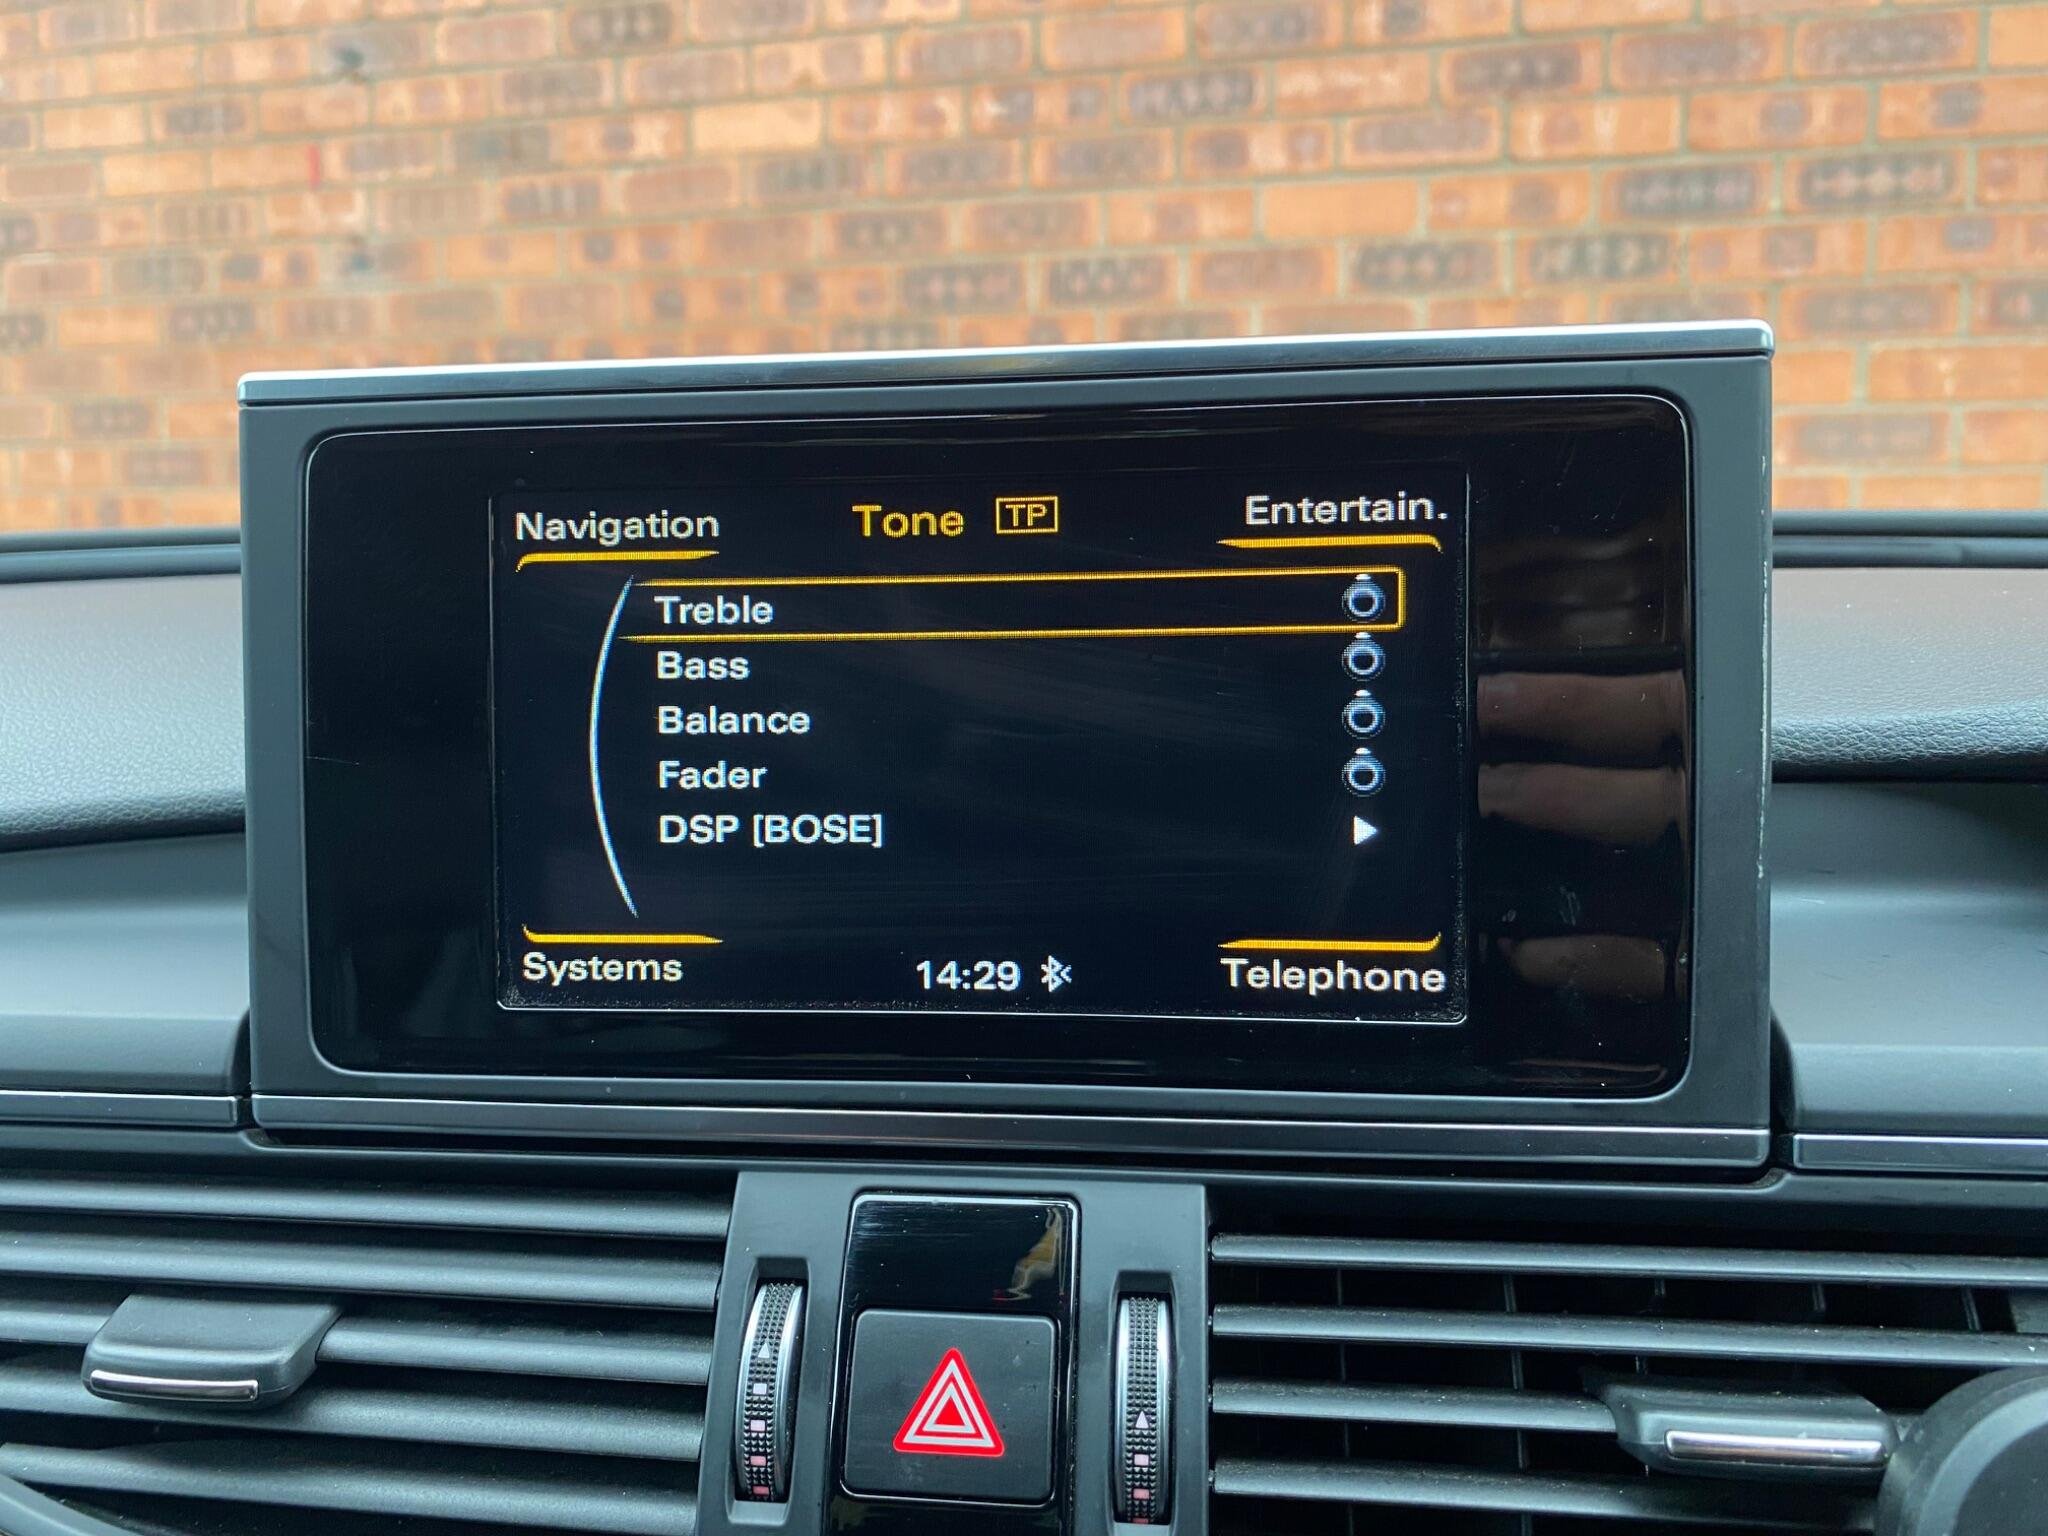 Navigation Tone TP Entertain.
Treble
Bass
Balance
Fader
DSP [BOSE]
Systems 14:29 Telephone